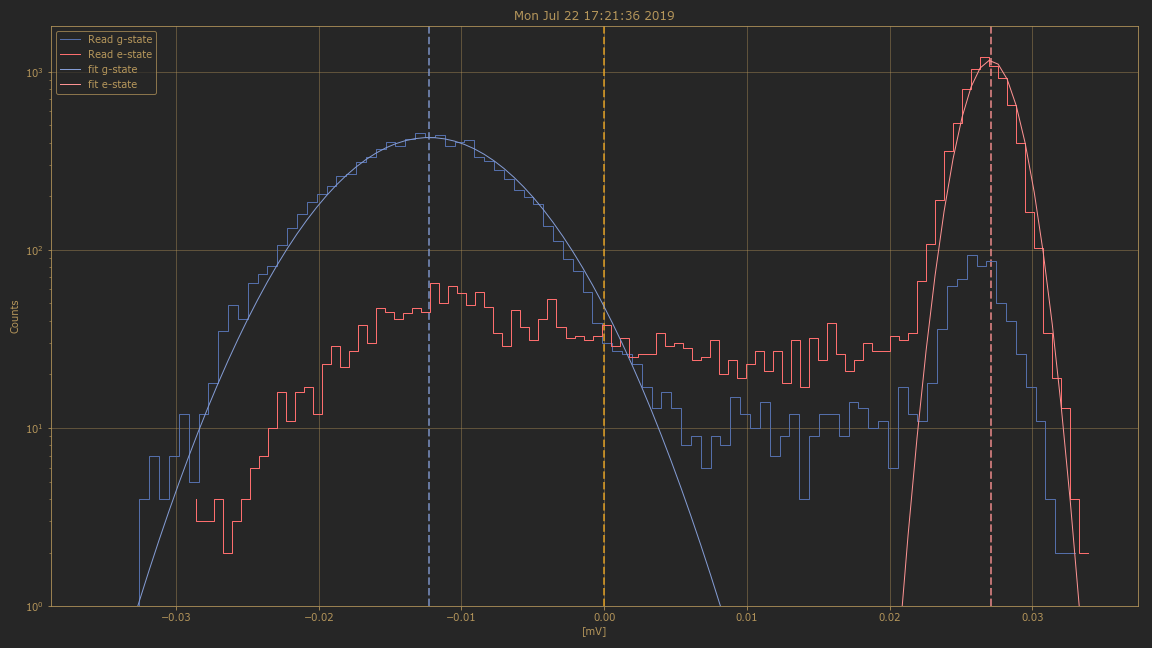 Mon Jul 22 17:21:36 2019
Read g-state
Read e-state
fit g-state
fit e-state
Counts
10³
10²
10¹
10⁰
−0.03 −0.02 −0.01 0.00 0.01 0.02 0.03
[mV]